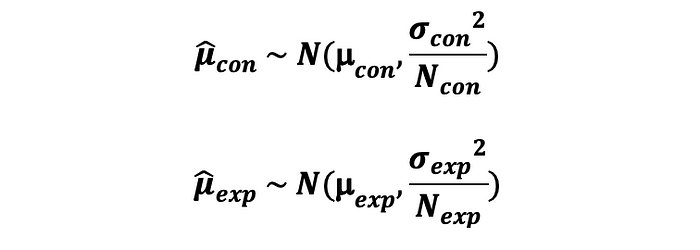 μ̂_con ~ N(μ_con, σ_con²/N_con)
μ̂_exp ~ N(μ_exp, σ_exp²/N_exp)